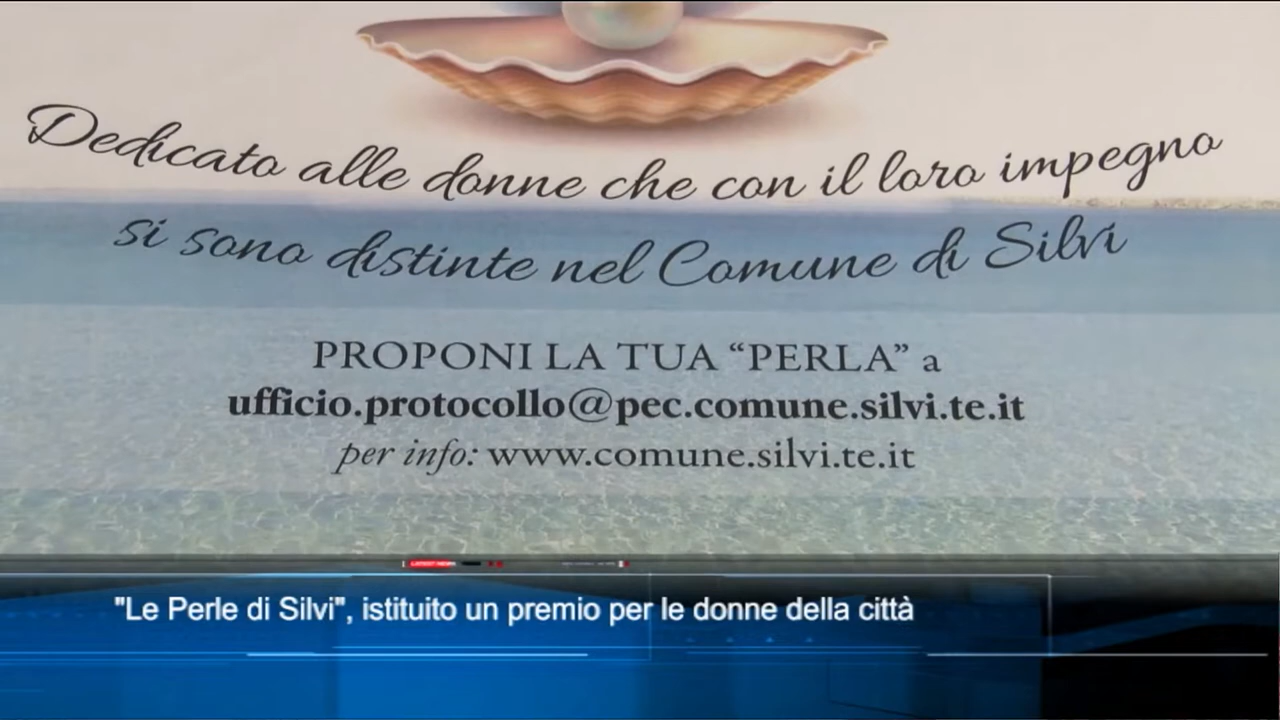 Dedicato alle donne che con il loro impegno
si sono distinte nel Comune di Silvi
PROPONI LA TUA “PERLA” a
ufficio.protocollo@pec.comune.silvi.te.it
per info: www.comune.silvi.te.it
LATEST NEWS
"Le Perle di Silvi", istituito un premio per le donne della città